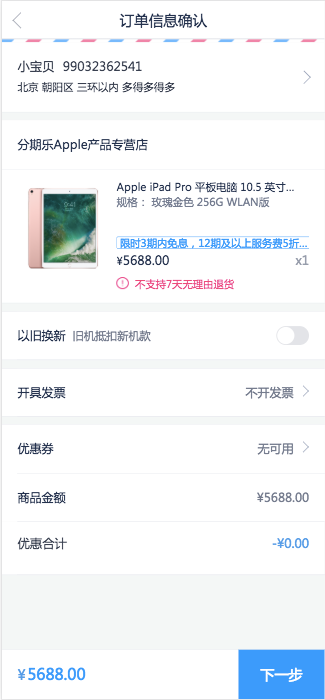 订单信息确认
小宝贝 99032362541
北京 朝阳区 三环以内 多得多得多
分期乐Apple产品专营店
Apple iPad Pro 平板电脑 10.5 英寸...
规格： 玫瑰金色 256G WLAN版
限时3期内免息，12期及以上服务费5折...
¥5688.00 x1
不支持7天无理由退货
以旧换新 旧机抵扣新机款
开具发票 不开发票
优惠券 无可用
商品金额 ¥5688.00
优惠合计 -¥0.00
¥5688.00 下一步